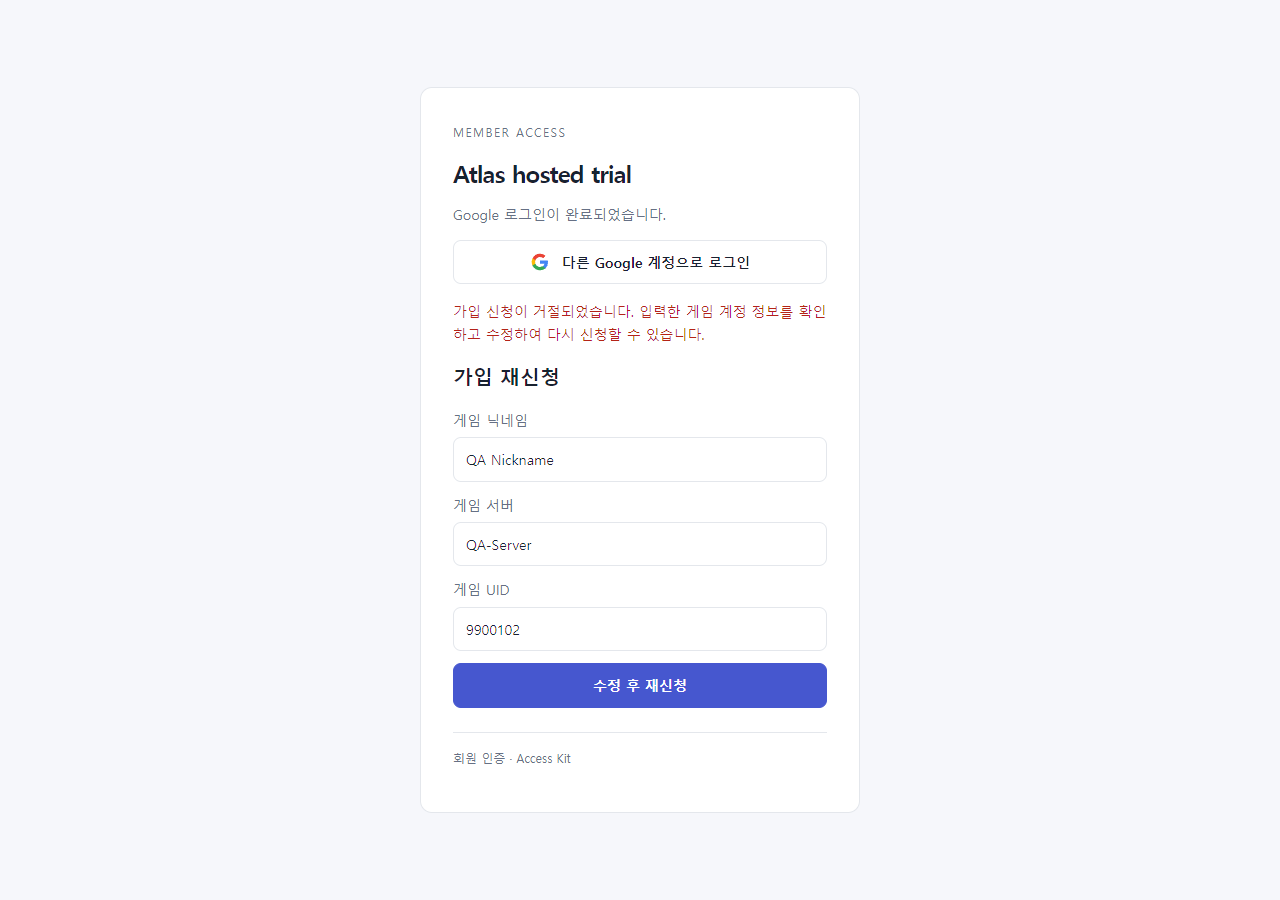 MEMBER ACCESS
Atlas hosted trial
Google 로그인이 완료되었습니다.
다른 Google 계정으로 로그인
가입 신청이 거절되었습니다. 입력한 게임 계정 정보를 확인
하고 수정하여 다시 신청할 수 있습니다.
가입 재신청
게임 닉네임
QA Nickname
게임 서버
QA-Server
게임 UID
9900102
수정 후 재신청
회원 인증 · Access Kit